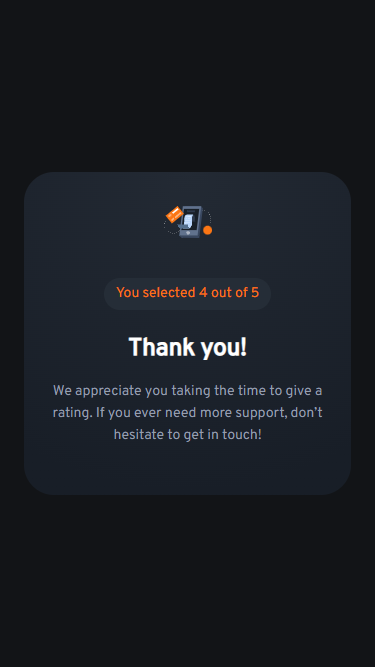 You selected 4 out of 5
Thank you!
We appreciate you taking the time to give a
rating. If you ever need more support, don’t
hesitate to get in touch!